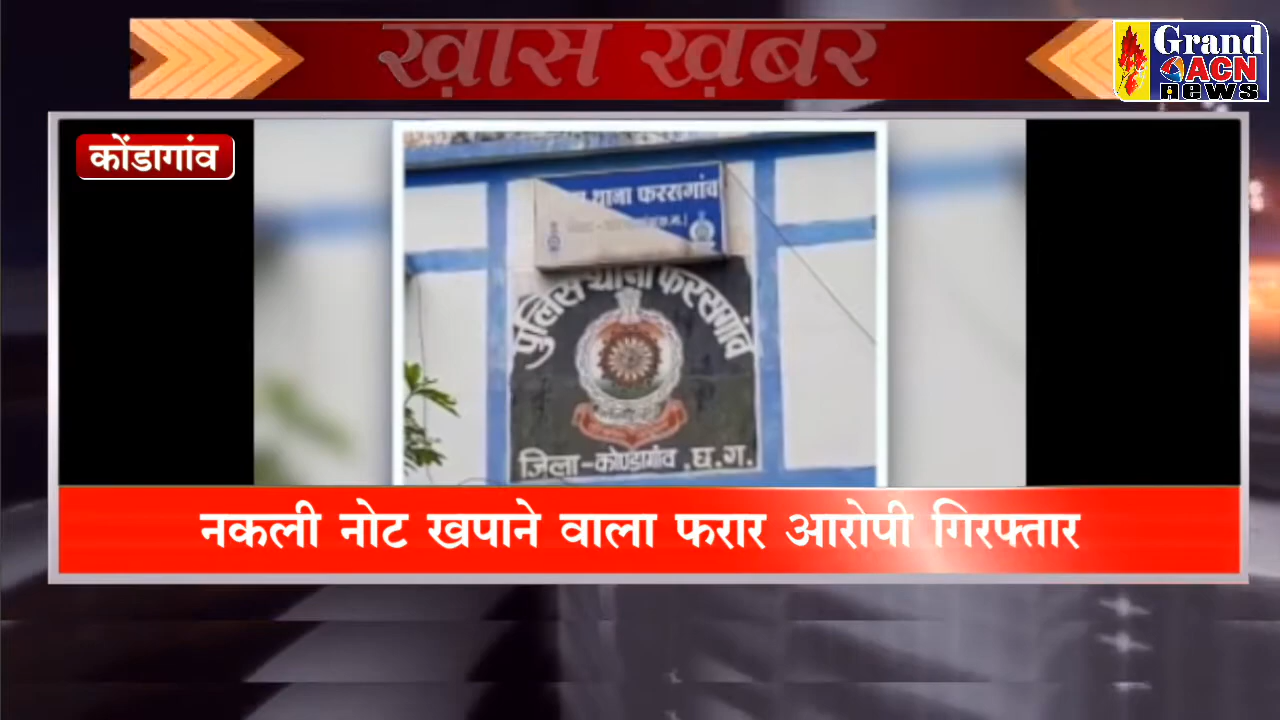 ख़ास ख़बर
Grand
ACN
news
कोंडागांव
थाना फरसगांव
पुलिस थाना फरसगांव
जिला-कोण्डागांव .छ.ग.
नकली नोट खपाने वाला फरार आरोपी गिरफ्तार